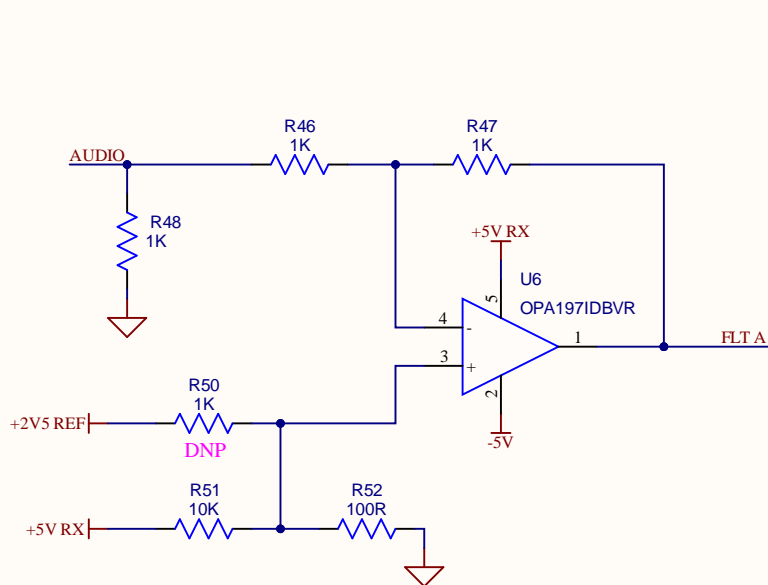 R46
1K
R47
1K
AUDIO
R48
1K
+5V RX
U6
OPA197IDBVR
5
4
-
1
FLT A
3
+
2
-5V
R50
1K
+2V5 REF
DNP
R51
10K
R52
100R
+5V RX